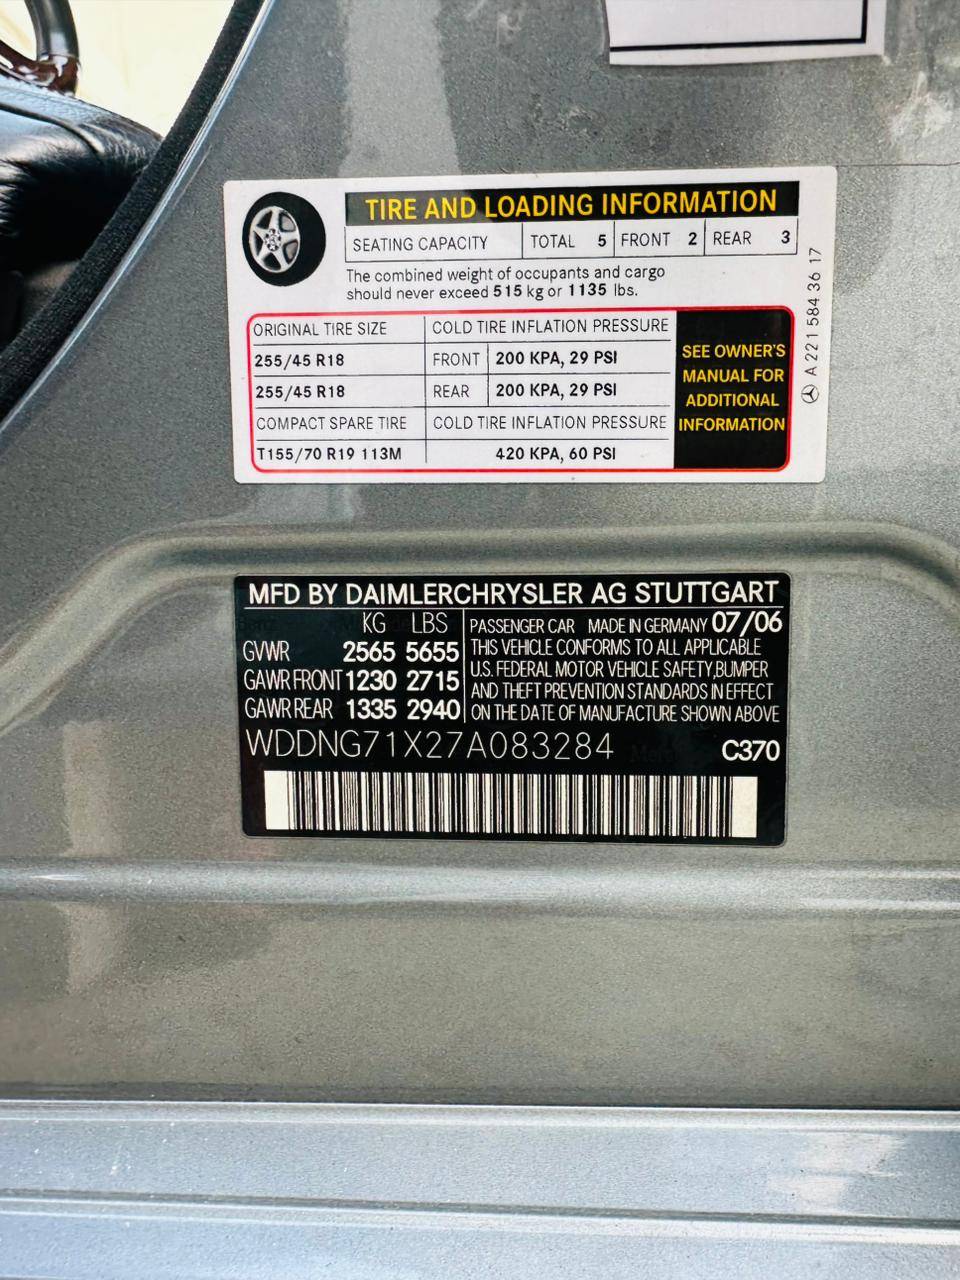 TIRE AND LOADING INFORMATION
SEATING CAPACITY TOTAL 5 FRONT 2 REAR 3
The combined weight of occupants and cargo
should never exceed 515 kg or 1135 lbs.
ORIGINAL TIRE SIZE COLD TIRE INFLATION PRESSURE
255/45 R18 FRONT 200 KPA, 29 PSI
255/45 R18 REAR 200 KPA, 29 PSI
COMPACT SPARE TIRE COLD TIRE INFLATION PRESSURE
T155/70 R19 113M 420 KPA, 60 PSI
SEE OWNER'S
MANUAL FOR
ADDITIONAL
INFORMATION
A 221 584 36 17
MFD BY DAIMLERCHRYSLER AG STUTTGART
KG LBS
GVWR 2565 5655
GAWR FRONT 1230 2715
GAWR REAR 1335 2940
PASSENGER CAR MADE IN GERMANY 07/06
THIS VEHICLE CONFORMS TO ALL APPLICABLE
U.S. FEDERAL MOTOR VEHICLE SAFETY,BUMPER
AND THEFT PREVENTION STANDARDS IN EFFECT
ON THE DATE OF MANUFACTURE SHOWN ABOVE
WDDNG71X27A083284 C370